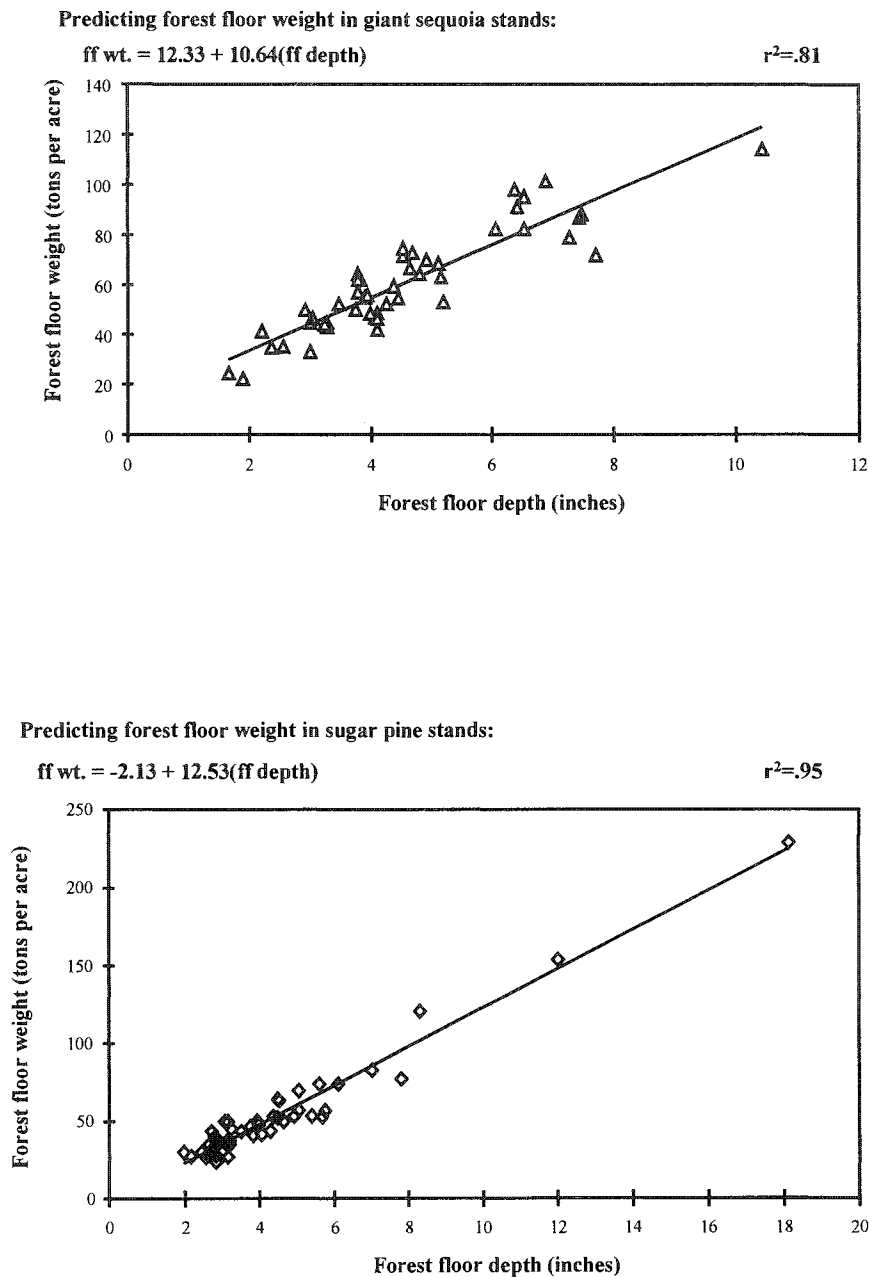 Predicting forest floor weight in giant sequoia stands:
ff wt. = 12.33 + 10.64(ff depth)
r²=.81
Forest floor weight (tons per acre)
140
120
100
80
60
40
20
0
0 2 4 6 8 10 12
Forest floor depth (inches)
Predicting forest floor weight in sugar pine stands:
ff wt. = -2.13 + 12.53(ff depth)
r²=.95
Forest floor weight (tons per acre)
250
200
150
100
50
0
0 2 4 6 8 10 12 14 16 18 20
Forest floor depth (inches)